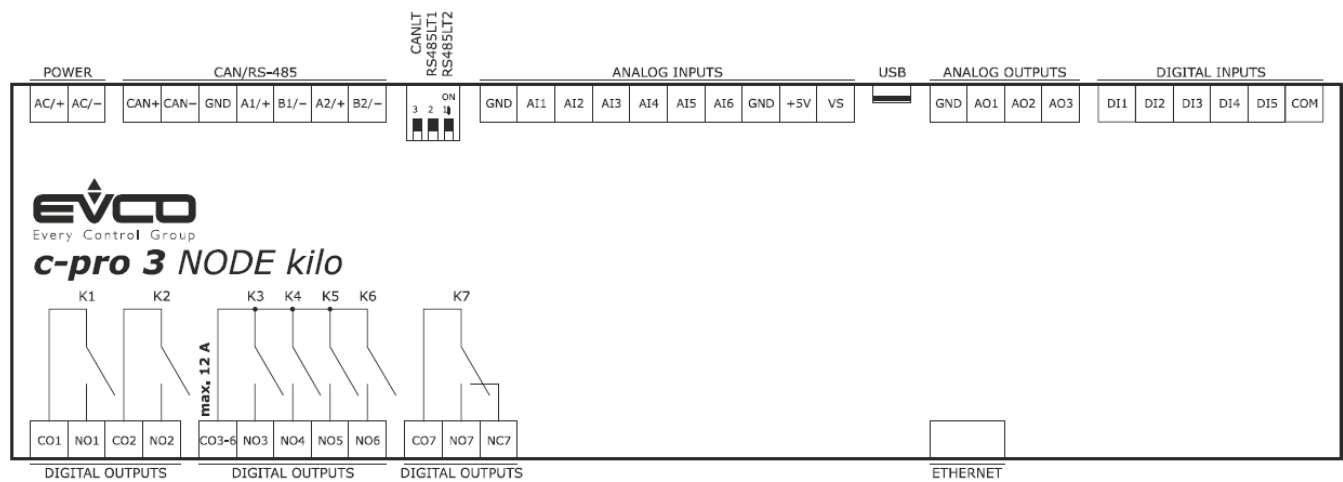 CANLT
RS485LT1
RS485LT2
POWER CAN/RS-485 ANALOG INPUTS USB ANALOG OUTPUTS DIGITAL INPUTS
AC/+ AC/- CAN+ CAN- GND A1/+ B1/- A2/+ B2/- ON GND AI1 AI2 AI3 AI4 AI5 AI6 GND +5V VS GND AO1 AO2 AO3 DI1 DI2 DI3 DI4 DI5 COM
3 2 1
EVCO
Every Control Group
c-pro 3 NODE kilo
K1 K2 K3 K4 K5 K6 K7
max. 12 A
CO1 NO1 CO2 NO2 CO3-6 NO3 NO4 NO5 NO6 CO7 NO7 NC7
DIGITAL OUTPUTS DIGITAL OUTPUTS DIGITAL OUTPUTS ETHERNET